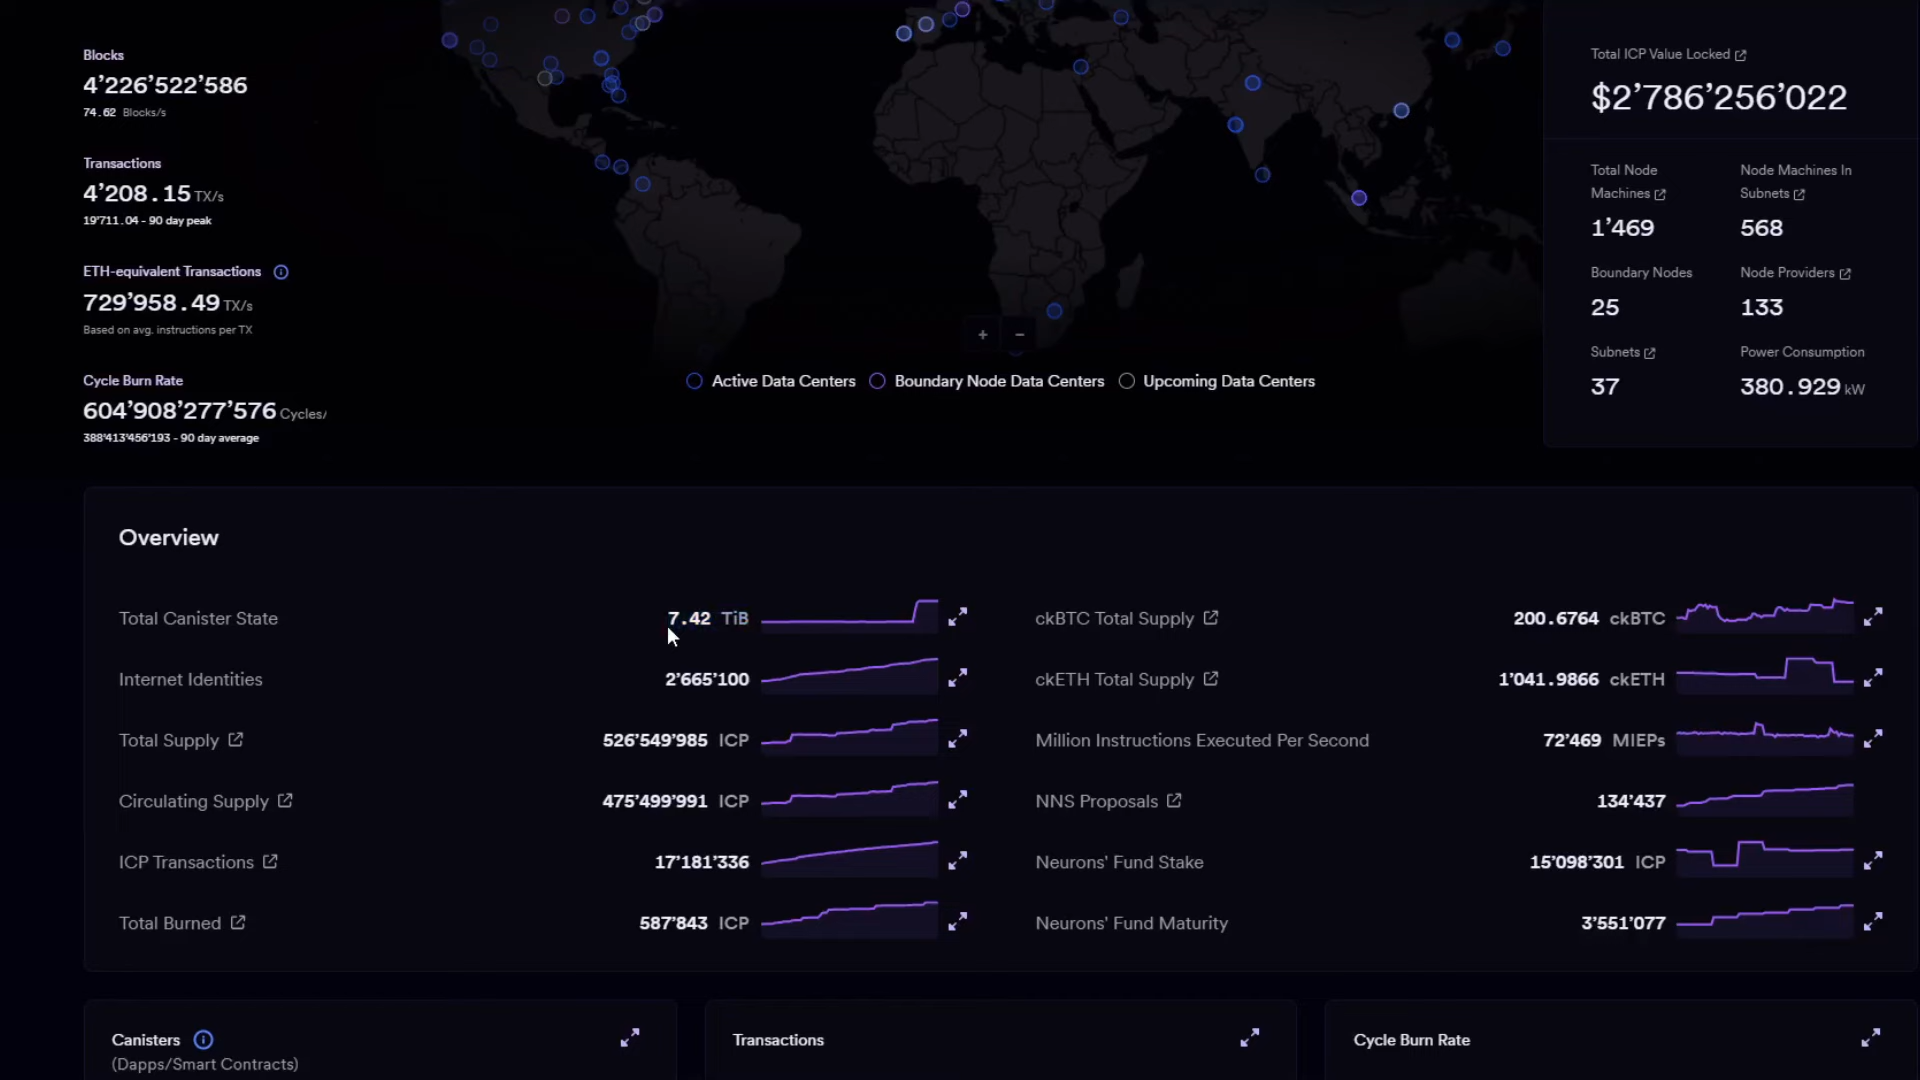 Blocks
4’226’522’586
74.62 Blocks/s
Transactions
4’208.15 TX/s
19’711.04 - 90 day peak
ETH-equivalent Transactions
729’958.49 TX/s
Based on avg. instructions per TX
Cycle Burn Rate
604’908’277’576 Cycles/
388’413’456’193 - 90 day average
+ −
Active Data Centers Boundary Node Data Centers Upcoming Data Centers
Total ICP Value Locked
$2’786’256’022
Total Node Machines
1’469
Node Machines In Subnets
568
Boundary Nodes
25
Node Providers
133
Subnets
37
Power Consumption
380.929 kW
Overview
Total Canister State 7.42 TiB
Internet Identities 2’665’100
Total Supply 526’549’985 ICP
Circulating Supply 475’499’991 ICP
ICP Transactions 17’181’336
Total Burned 587’843 ICP
ckBTC Total Supply 200.6764 ckBTC
ckETH Total Supply 1’041.9866 ckETH
Million Instructions Executed Per Second 72’469 MIEPs
NNS Proposals 134’437
Neurons' Fund Stake 15’098’301 ICP
Neurons' Fund Maturity 3’551’077
Canisters
(Dapps/Smart Contracts)
Transactions
Cycle Burn Rate